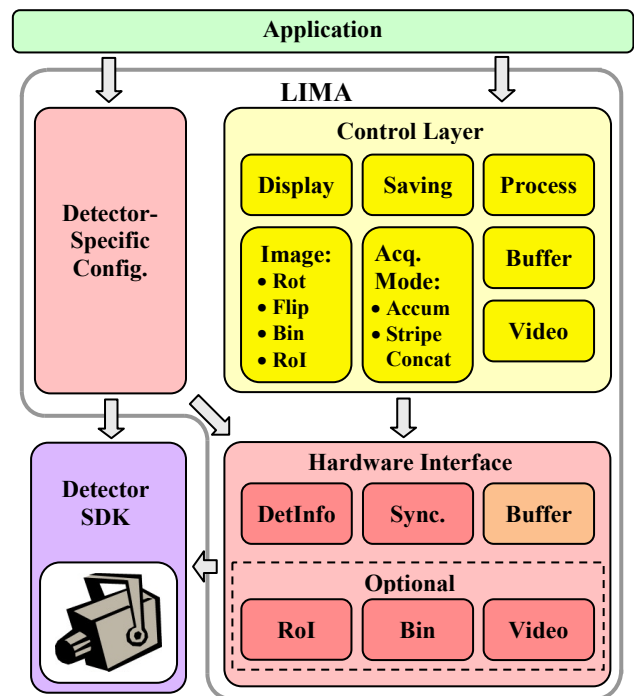 Application
LIMA
Detector-
Specific
Config.
Control Layer
Display
Saving
Process
Image:
• Rot
• Flip
• Bin
• RoI
Acq.
Mode:
• Accum
• Stripe
Concat
Buffer
Video
Detector
SDK
Hardware Interface
DetInfo
Sync.
Buffer
Optional
RoI
Bin
Video